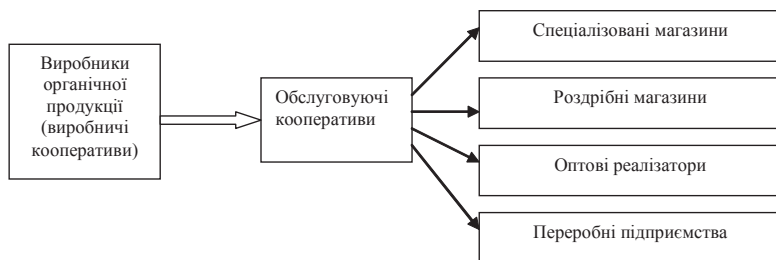 Виробники
органічної
продукції
(виробничі
кооперативи)
Обслуговуючі
кооперативи
Спеціалізовані магазини
Роздрібні магазини
Оптові реалізатори
Переробні підприємства